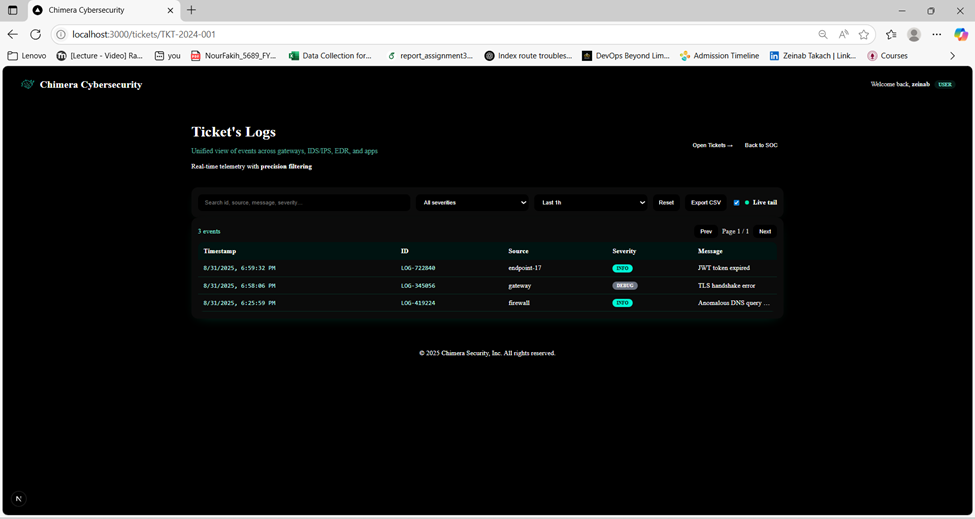 Chimera Cybersecurity
localhost:3000/tickets/TKT-2024-001
Lenovo [Lecture - Video] Ra... you NourFakih_5689_FY... Data Collection for... report_assignment3... Index route troubles... DevOps Beyond Lim... Admission Timeline Zeinab Takach | Link... Courses
Chimera Cybersecurity Welcome back, zeinab USER
Ticket's Logs
Unified view of events across gateways, IDS/IPS, EDR, and apps
Open Tickets → Back to SOC
Real-time telemetry with precision filtering
Search id, source, message, severity... All severities Last 1h Reset Export CSV Live tail
3 events Prev Page 1 / 1 Next
Timestamp ID Source Severity Message
8/31/2025, 6:59:32 PM LOG-722840 endpoint-17 INFO JWT token expired
8/31/2025, 6:58:06 PM LOG-345056 gateway DEBUG TLS handshake error
8/31/2025, 6:25:59 PM LOG-419224 firewall INFO Anomalous DNS query ...
© 2025 Chimera Security, Inc. All rights reserved.
N